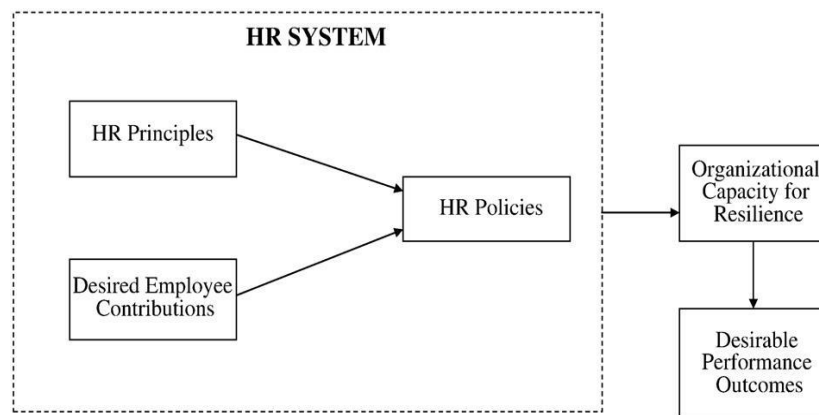 HR SYSTEM
HR Principles
HR Policies
Desired Employee
Contributions
Organizational
Capacity for
Resilience
Desirable
Performance
Outcomes